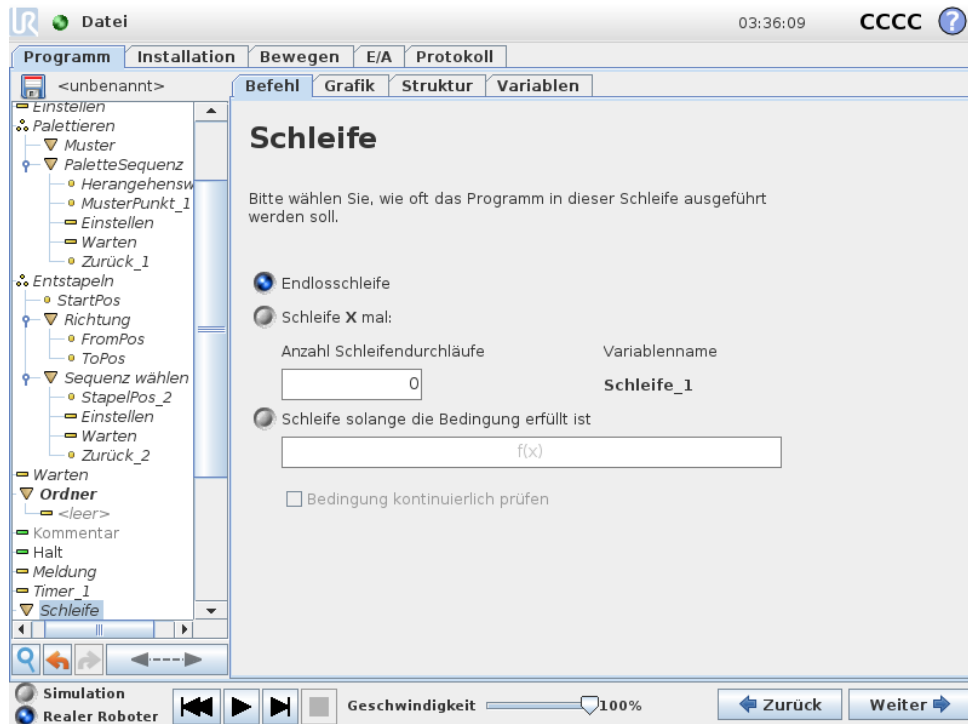 UR Datei 03:36:09 CCCC ?
Programm Installation Bewegen E/A Protokoll
<unbenannt>
Befehl Grafik Struktur Variablen
Einstellen
Palettieren
Muster
PaletteSequenz
Herangehensw
MusterPunkt_1
Einstellen
Warten
Zurück_1
Entstapeln
StartPos
Richtung
FromPos
ToPos
Sequenz wählen
StapelPos_2
Einstellen
Warten
Zurück_2
Warten
Ordner
<leer>
Kommentar
Halt
Meldung
Timer_1
Schleife
Schleife
Bitte wählen Sie, wie oft das Programm in dieser Schleife ausgeführt
werden soll.
Endlosschleife
Schleife X mal:
Anzahl Schleifendurchläufe Variablenname
0 Schleife_1
Schleife solange die Bedingung erfüllt ist
f(x)
Bedingung kontinuierlich prüfen
Simulation
Realer Roboter
Geschwindigkeit 100%
Zurück Weiter